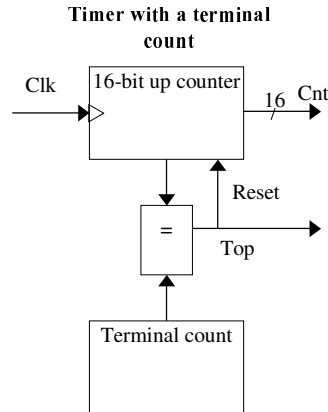 Timer with a terminal
count
Clk
16-bit up counter
16
Cnt
Reset
=
Top
Terminal count